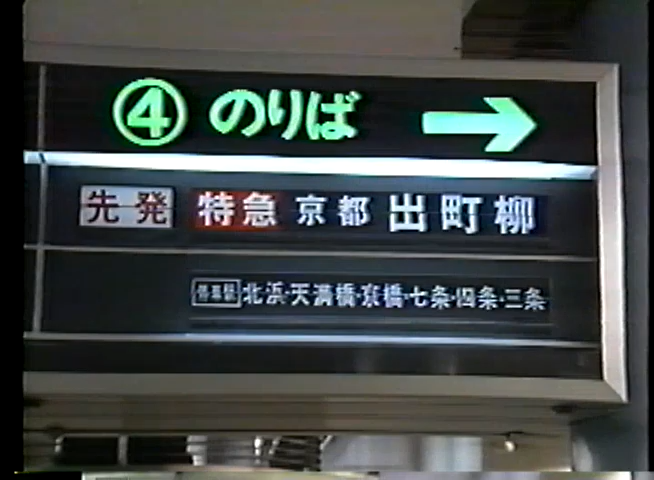 ④ のりば →
先発 特急 京都 出町柳
停車駅 北浜・天満橋・京橋・七条・四条・三条